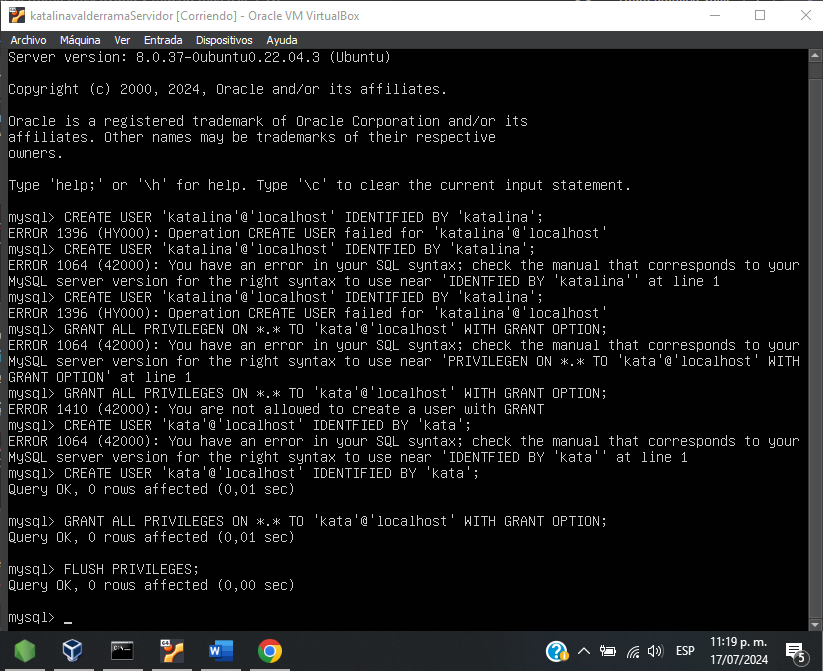 katalinavalderramaServidor [Corriendo] - Oracle VM VirtualBox
Archivo Máquina Ver Entrada Dispositivos Ayuda
Server version: 8.0.37-0ubuntu0.22.04.3 (Ubuntu)
Copyright (c) 2000, 2024, Oracle and/or its affiliates.
Oracle is a registered trademark of Oracle Corporation and/or its
affiliates. Other names may be trademarks of their respective
owners.
Type 'help;' or '\h' for help. Type '\c' to clear the current input statement.
mysql> CREATE USER 'katalina'@'localhost' IDENTIFIED BY 'katalina';
ERROR 1396 (HY000): Operation CREATE USER failed for 'katalina'@'localhost'
mysql> CREATE USER 'katalina'@'localhost' IDENTFIED BY 'katalina';
ERROR 1064 (42000): You have an error in your SQL syntax; check the manual that corresponds to your
MySQL server version for the right syntax to use near 'IDENTFIED BY 'katalina'' at line 1
mysql> CREATE USER 'katalina'@'localhost' IDENTIFIED BY 'katalina';
ERROR 1396 (HY000): Operation CREATE USER failed for 'katalina'@'localhost'
mysql> GRANT ALL PRIVILEGEN ON *.* TO 'kata'@'localhost' WITH GRANT OPTION;
ERROR 1064 (42000): You have an error in your SQL syntax; check the manual that corresponds to your
MySQL server version for the right syntax to use near 'PRIVILEGEN ON *.* TO 'kata'@'localhost' WITH
GRANT OPTION' at line 1
mysql> GRANT ALL PRIVILEGES ON *.* TO 'kata'@'localhost' WITH GRANT OPTION;
ERROR 1410 (42000): You are not allowed to create a user with GRANT
mysql> CREATE USER 'kata'@'localhost' IDENTFIED BY 'kata';
ERROR 1064 (42000): You have an error in your SQL syntax; check the manual that corresponds to your
MySQL server version for the right syntax to use near 'IDENTFIED BY 'kata'' at line 1
mysql> CREATE USER 'kata'@'localhost' IDENTIFIED BY 'kata';
Query OK, 0 rows affected (0,01 sec)
mysql> GRANT ALL PRIVILEGES ON *.* TO 'kata'@'localhost' WITH GRANT OPTION;
Query OK, 0 rows affected (0,01 sec)
mysql> FLUSH PRIVILEGES;
Query OK, 0 rows affected (0,00 sec)
mysql> _
ESP
11:19 p. m.
17/07/2024
5